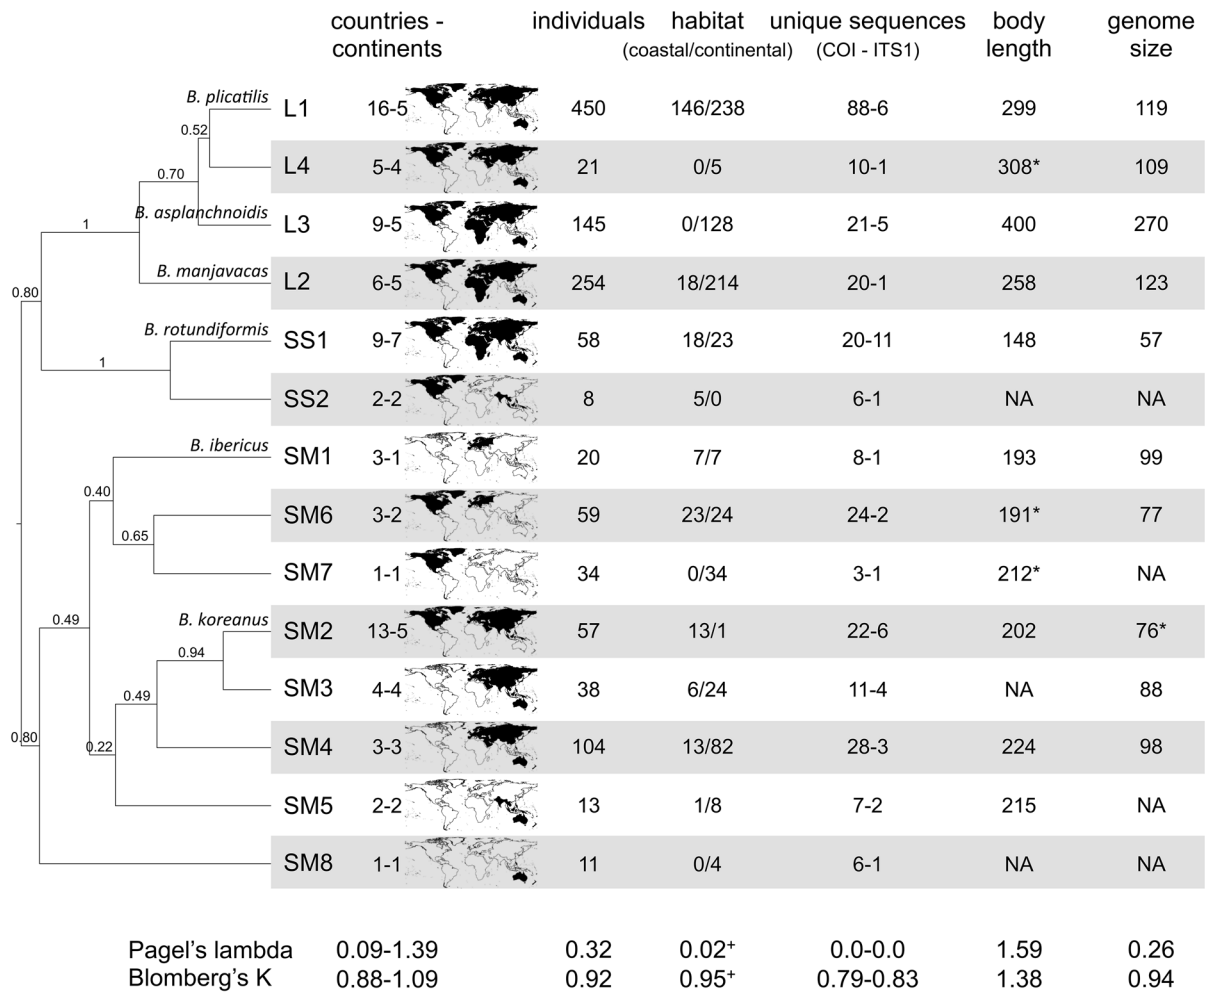 countries - individuals habitat unique sequences body genome
continents (coastal/continental) (COI - ITS1) length size
B. plicatilis
L1 16-5 450 146/238 88-6 299 119
0.52
L4 5-4 21 0/5 10-1 308* 109
0.70
B. asplanchnoidis
L3 9-5 145 0/128 21-5 400 270
1
B. manjavacas
L2 6-5 254 18/214 20-1 258 123
0.80
B. rotundiformis
SS1 9-7 58 18/23 20-11 148 57
1
SS2 2-2 8 5/0 6-1 NA NA
B. ibericus
SM1 3-1 20 7/7 8-1 193 99
0.40
SM6 3-2 59 23/24 24-2 191* 77
0.65
SM7 1-1 34 0/34 3-1 212* NA
0.49
B. koreanus
SM2 13-5 57 13/1 22-6 202 76*
0.94
SM3 4-4 38 6/24 11-4 NA 88
0.49
SM4 3-3 104 13/82 28-3 224 98
0.80
0.22
SM5 2-2 13 1/8 7-2 215 NA
SM8 1-1 11 0/4 6-1 NA NA
Pagel's lambda 0.09-1.39 0.32 0.02+ 0.0-0.0 1.59 0.26
Blomberg's K 0.88-1.09 0.92 0.95+ 0.79-0.83 1.38 0.94